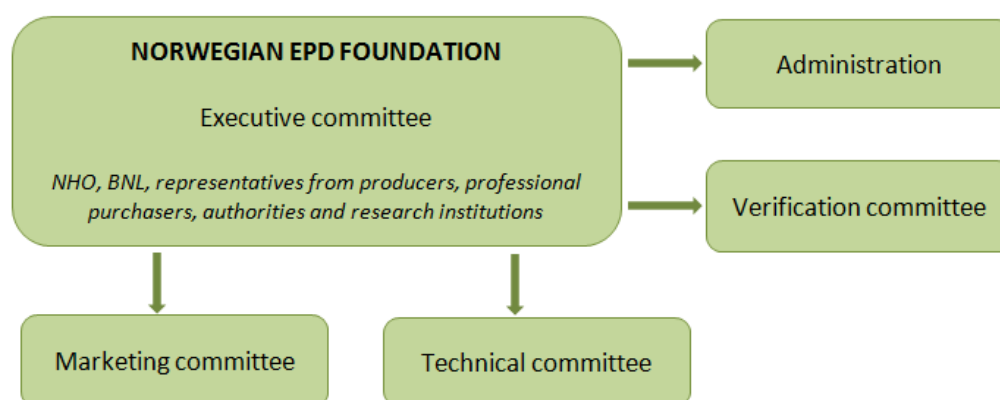 NORWEGIAN EPD FOUNDATION
Executive committee
NHO, BNL, representatives from producers, professional
purchasers, authorities and research institutions
Administration
Verification committee
Marketing committee
Technical committee